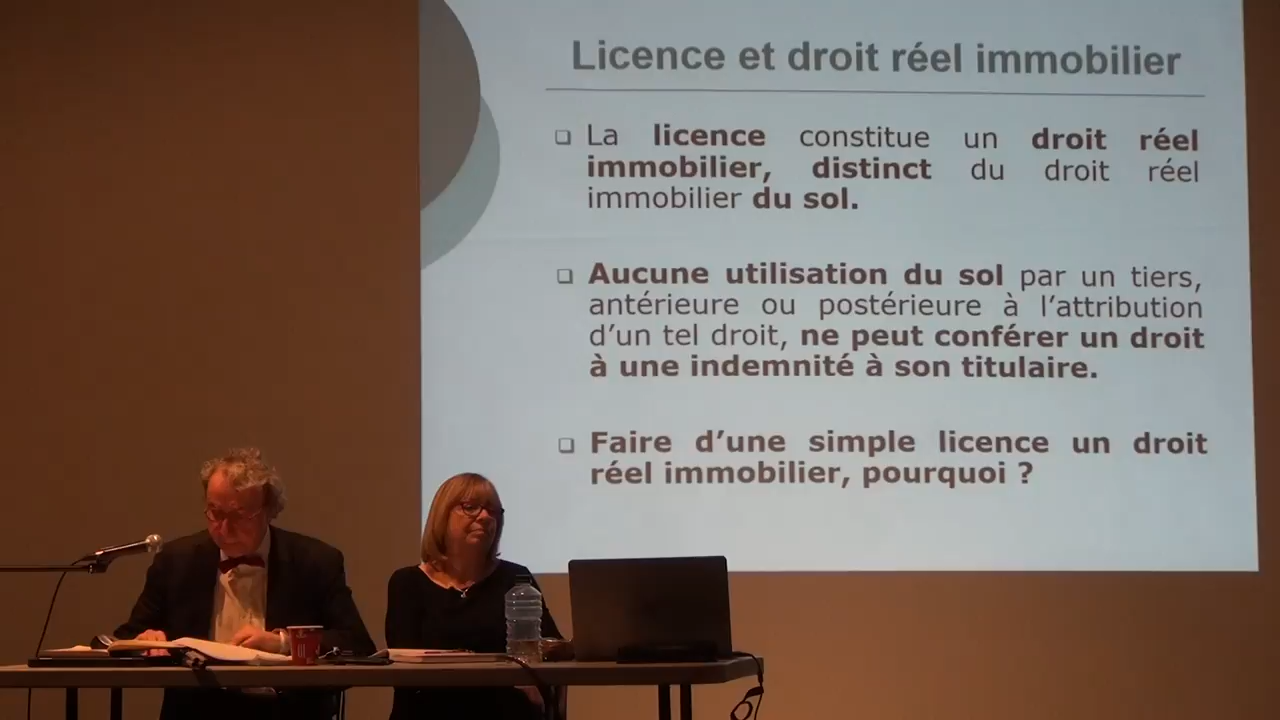 Licence et droit réel immobilier
❑ La licence constitue un droit réel
immobilier, distinct du droit réel
immobilier du sol.
❑ Aucune utilisation du sol par un tiers,
antérieure ou postérieure à l'attribution
d'un tel droit, ne peut conférer un droit
à une indemnité à son titulaire.
❑ Faire d'une simple licence un droit
réel immobilier, pourquoi ?